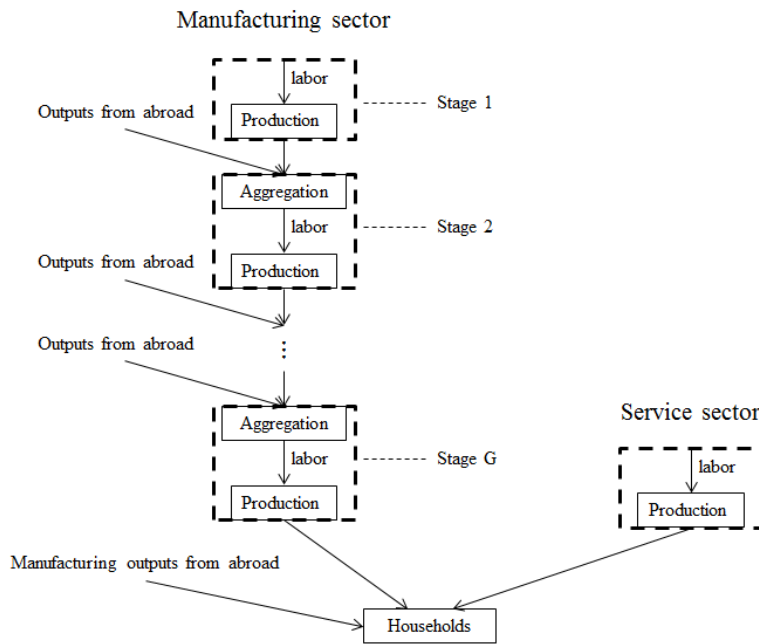 Manufacturing sector
labor
Outputs from abroad
Production
Stage 1
Aggregation
labor
Stage 2
Outputs from abroad
Production
Outputs from abroad
⋮
Aggregation
Service sector
labor
Stage G
labor
Production
Production
Manufacturing outputs from abroad
Households